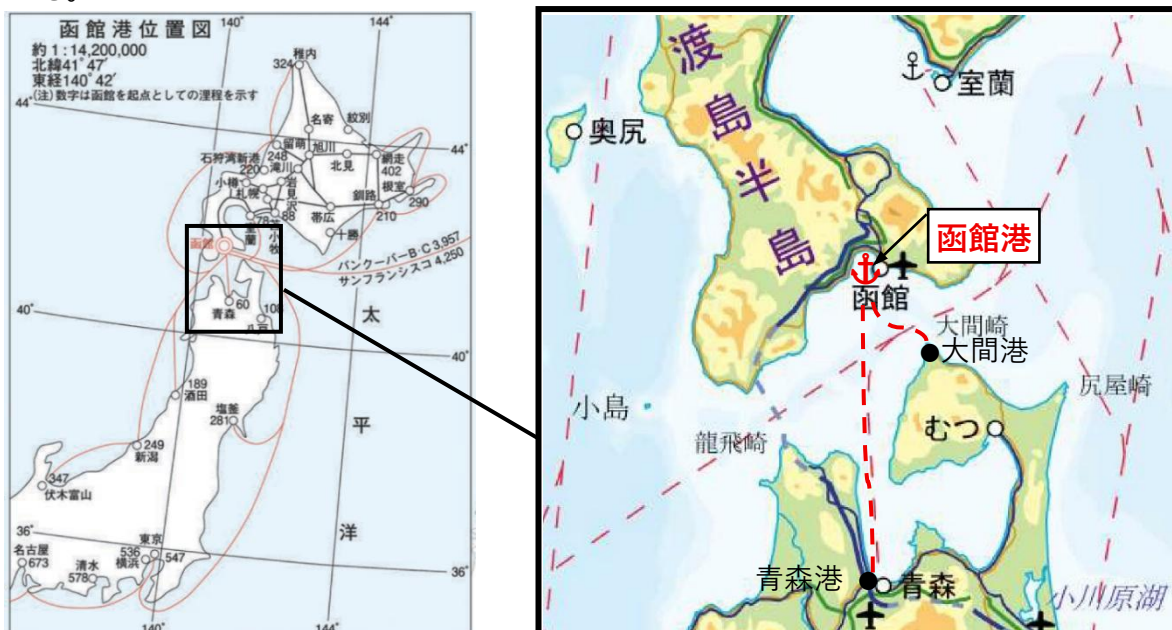 る。
函館港位置図
約1:14,200,000
北緯41°47′
東経140°42′
(注)数字は函館を起点としての浬程を示す
140°
144°
44°
稚内
324
名寄
紋別
44°
留萌
248
旭川
石狩湾新港
220
滝川
北見
網走
402
小樽
札幌
岩見沢
釧路
210
根室
290
帯広
十勝
78
室蘭
88
苫小牧
函館
バンクーバーB・C 3,957
サンフランシスコ 4,250
60
青森
八戸
40°
40°
太
平
洋
189
酒田
塩釜
281
249
新潟
347
伏木富山
36°
36°
名古屋
673
清水
578
536
横浜
東京
547
140°
144°
渡島半島
室蘭
奥尻
函館港
函館
大間崎
大間港
尻屋崎
小島
龍飛崎
むつ
青森港
青森
小川原湖